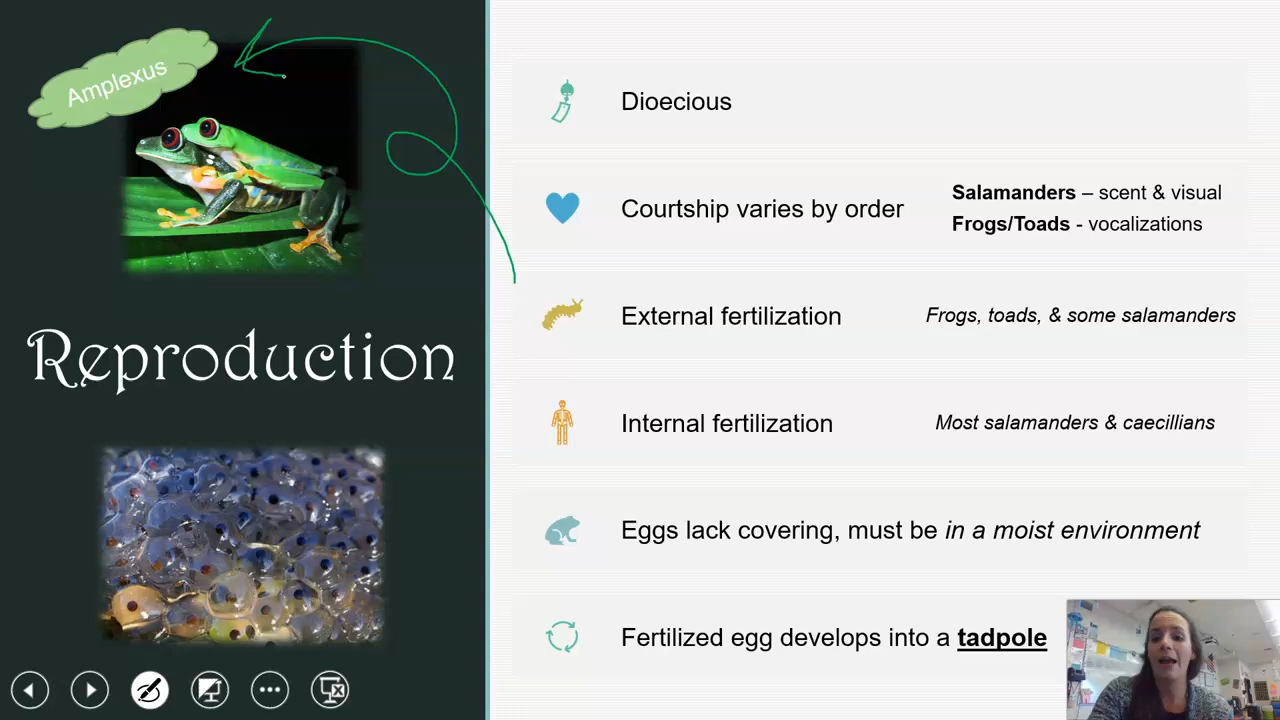 Amplexus
Reproduction
Dioecious
Courtship varies by order
Salamanders – scent & visual
Frogs/Toads - vocalizations
External fertilization
Frogs, toads, & some salamanders
Internal fertilization
Most salamanders & caecillians
Eggs lack covering, must be in a moist environment
Fertilized egg develops into a tadpole